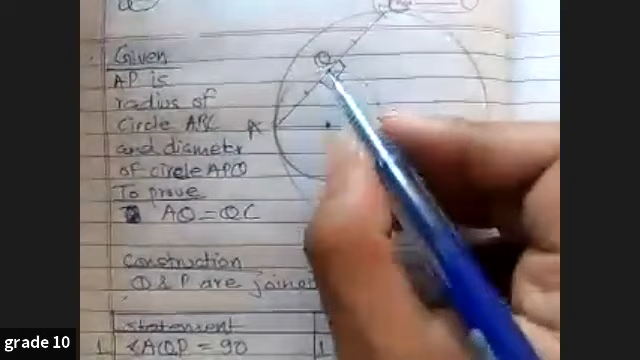 Given
AP is
radius of
circle ABC
and diameter
of circle APQ
To prove
AQ = QC
Construction
Q & P are joined
statement
1 ∢AQP = 90 1
Q
A
grade 10